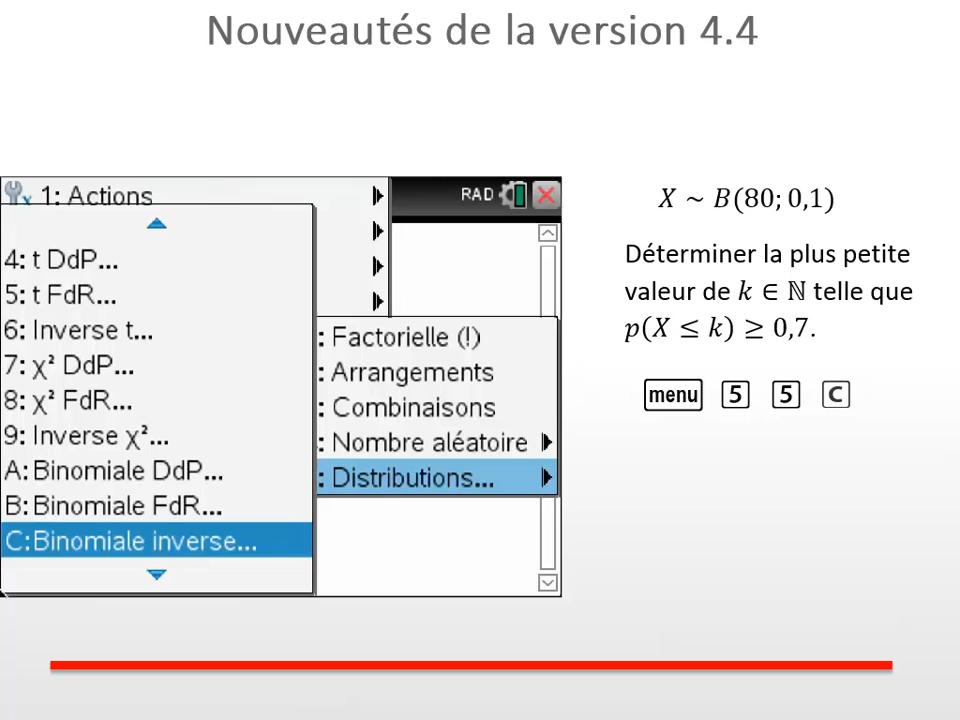 Nouveautés de la version 4.4
1: Actions
RAD
4: t DdP...
5: t FdR...
6: Inverse t...
7: χ² DdP...
8: χ² FdR...
9: Inverse χ²...
A: Binomiale DdP...
B: Binomiale FdR...
C: Binomiale inverse...
: Factorielle (!)
: Arrangements
: Combinaisons
: Nombre aléatoire
: Distributions...
X ~ B(80; 0,1)
Déterminer la plus petite
valeur de k ∈ ℕ telle que
p(X ≤ k) ≥ 0,7.
menu 5 5 C